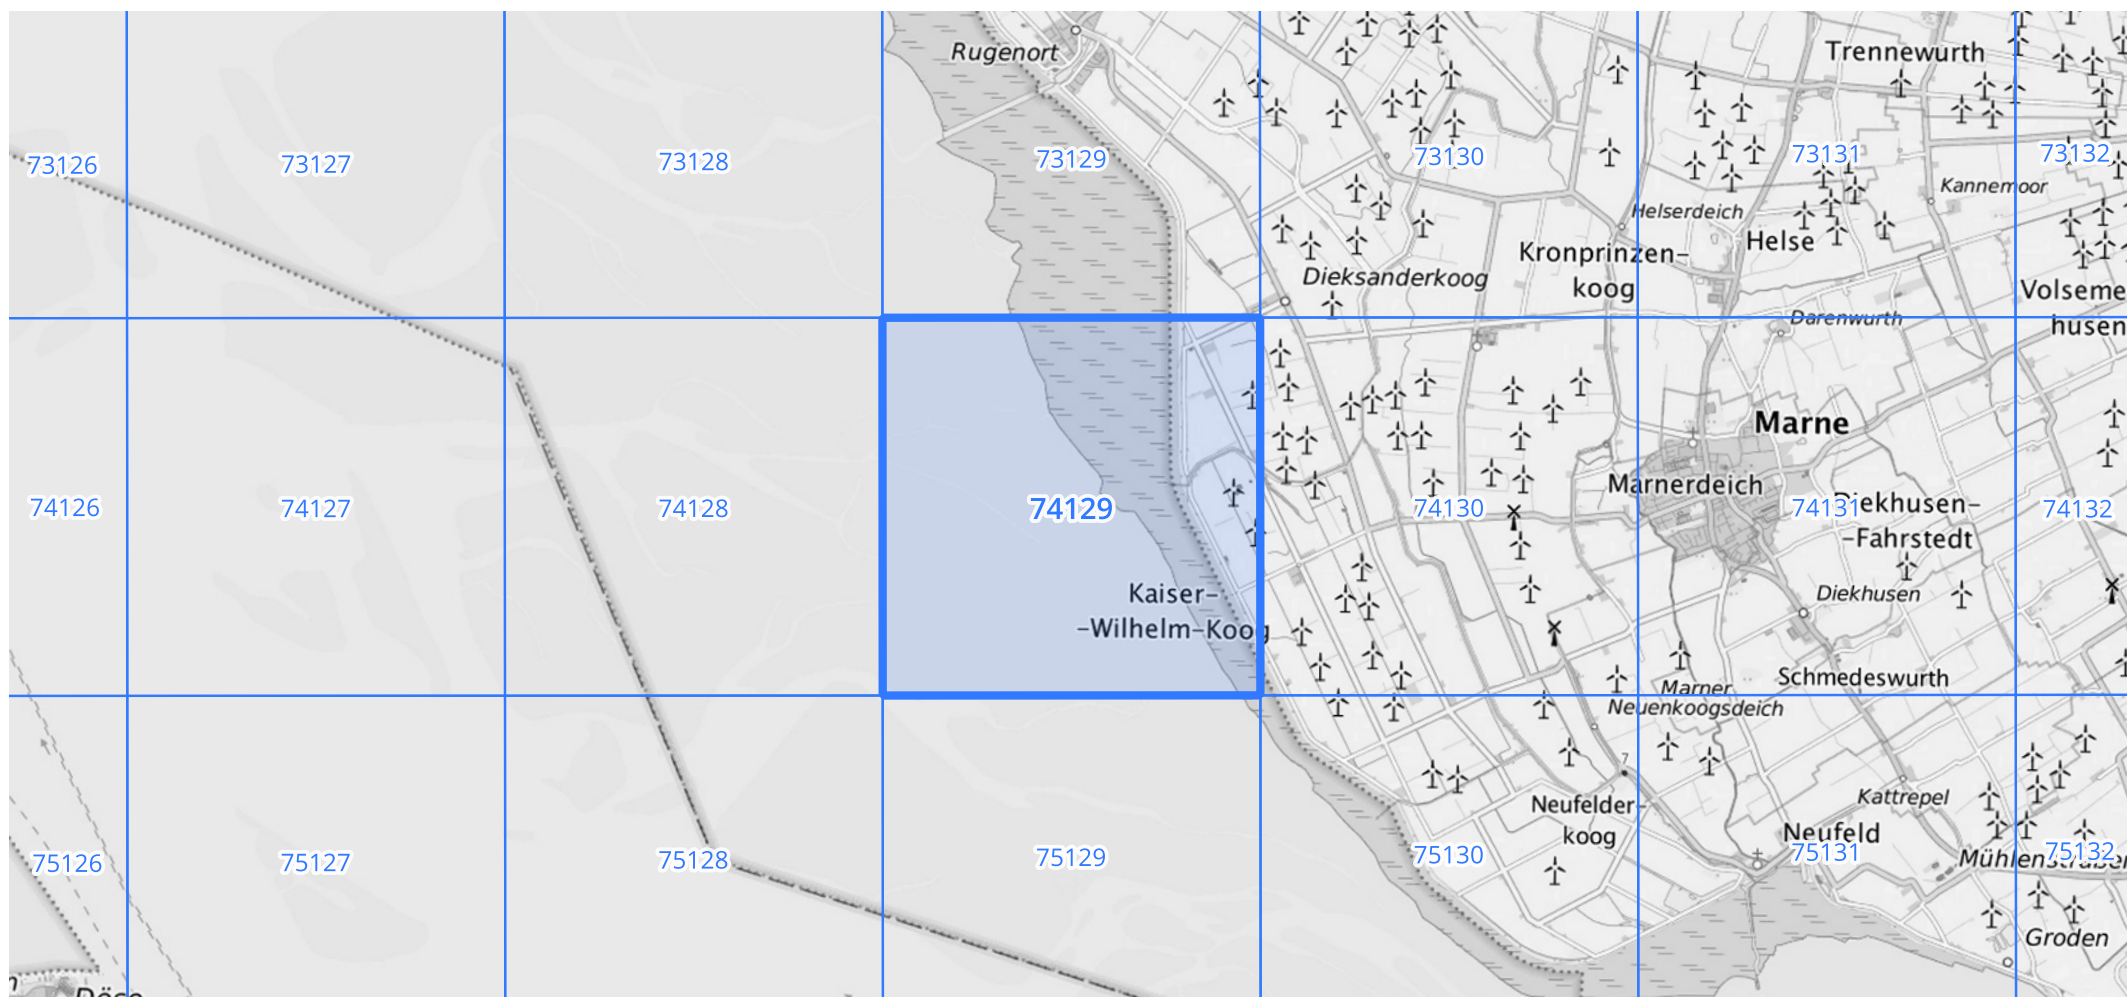 Rugenort
Trennewurth
73126
73127
73128
73129
73130
73131
73132
Kannemoor
Helserdeich
Helse
Kronprinzen-
koog
Dieksanderkoog
Volseme
husen
Darenwurth
Marne
Marnerdeich
74126
74127
74128
74129
74130
74131
74132
Diekhusen-
-Fahrstedt
Kaiser-
-Wilhelm-Koog
Diekhusen
Schmedeswurth
Marner
Neuenkoogsdeich
7
Neufelder-
koog
Kattrepel
Neufeld
75126
75127
75128
75129
75130
75131
75132
Groden